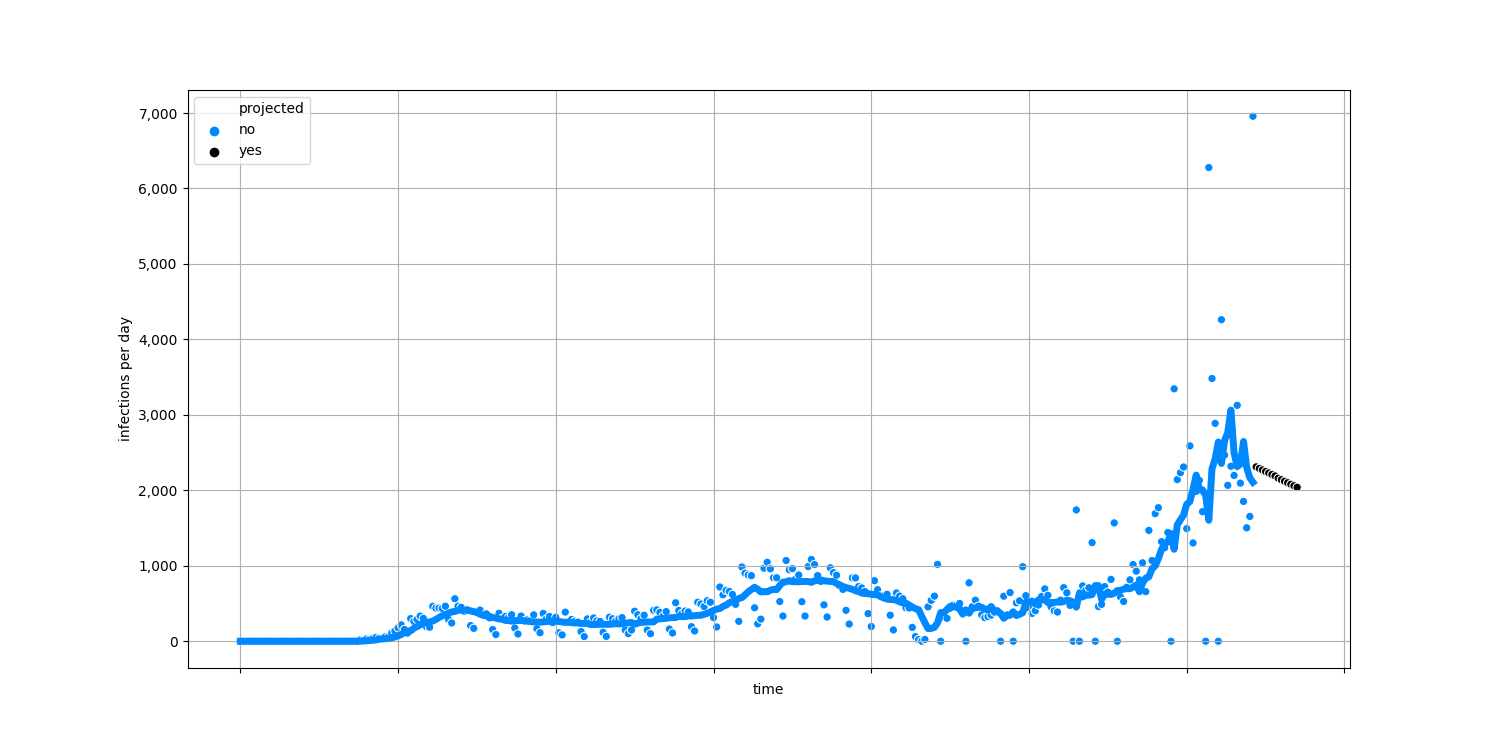 projected
no
yes
7,000
6,000
5,000
4,000
3,000
2,000
1,000
0
infections per day
time